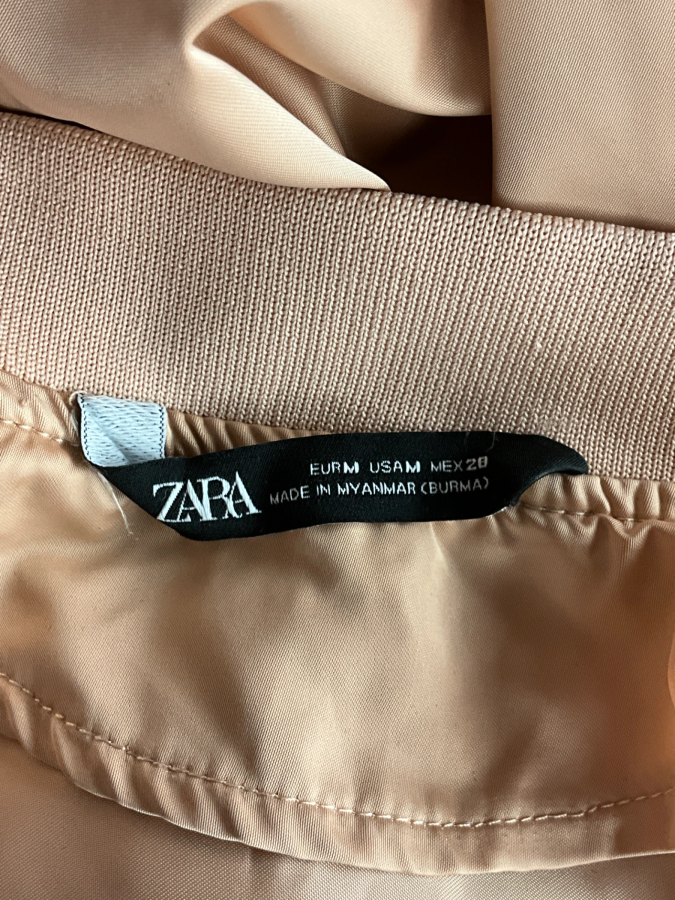 ZARA
EUR M USA M MEX 28
MADE IN MYANMAR (BURMA)